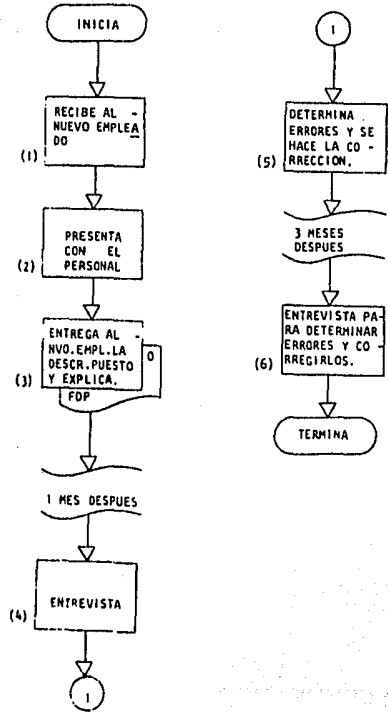 INICIA
(1)
RECIBE AL -
NUEVO EMPLEA
DO
(2)
PRESENTA
CON EL
PERSONAL
(3)
ENTREGA AL -
NVO.EMPL.LA
DESCR.PUESTO
Y EXPLICA.
O
FDP
1 MES DESPUES
(4)
ENTREVISTA
1
1
(5)
DETERMINA
ERRORES Y SE
HACE LA CO-
RRECCION.
3 MESES
DESPUES
(6)
ENTREVISTA PA-
RA DETERMINAR
ERRORES Y CO-
RREGIRLOS.
TERMINA